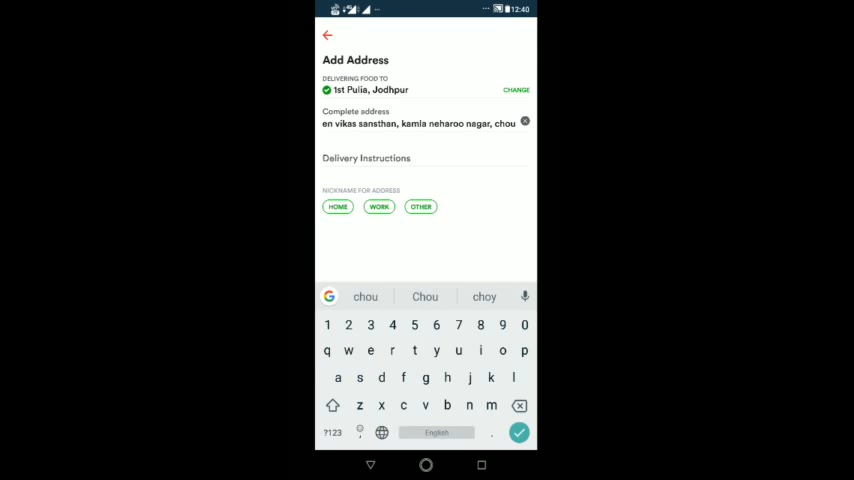 12:40
Add Address
DELIVERING FOOD TO
1st Pulia, Jodhpur CHANGE
Complete address
en vikas sansthan, kamla neharoo nagar, chou
Delivery Instructions
NICKNAME FOR ADDRESS
HOME WORK OTHER
chou Chou choy
1 2 3 4 5 6 7 8 9 0
q w e r t y u i o p
a s d f g h j k l
z x c v b n m
?123 , English .